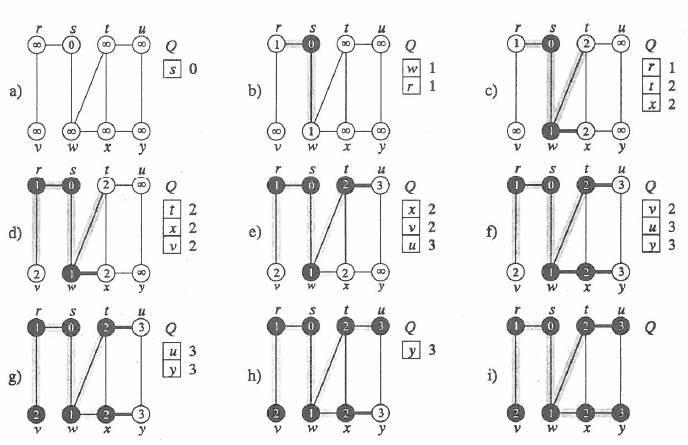 r s t u
∞ 0 ∞ ∞ Q
s 0
a)
∞ ∞ ∞ ∞
v w x y
r s t u
1 0 ∞ ∞ Q
w 1
r 1
b)
∞ 1 ∞ ∞
v w x y
r s t u
1 0 2 ∞ Q
r 1
t 2
x 2
c)
∞ 1 2 ∞
v w x y
r s t u
1 0 2 ∞ Q
t 2
x 2
v 2
d)
2 1 2 ∞
v w x y
r s t u
1 0 2 3 Q
x 2
v 2
u 3
e)
2 1 2 ∞
v w x y
r s t u
1 0 2 3 Q
v 2
u 3
y 3
f)
2 1 2 3
v w x y
r s t u
1 0 2 3 Q
u 3
y 3
g)
2 1 2 3
v w x y
r s t u
1 0 2 3 Q
y 3
h)
2 1 2 3
v w x y
r s t u
1 0 2 3 Q
i)
2 1 2 3
v w x y